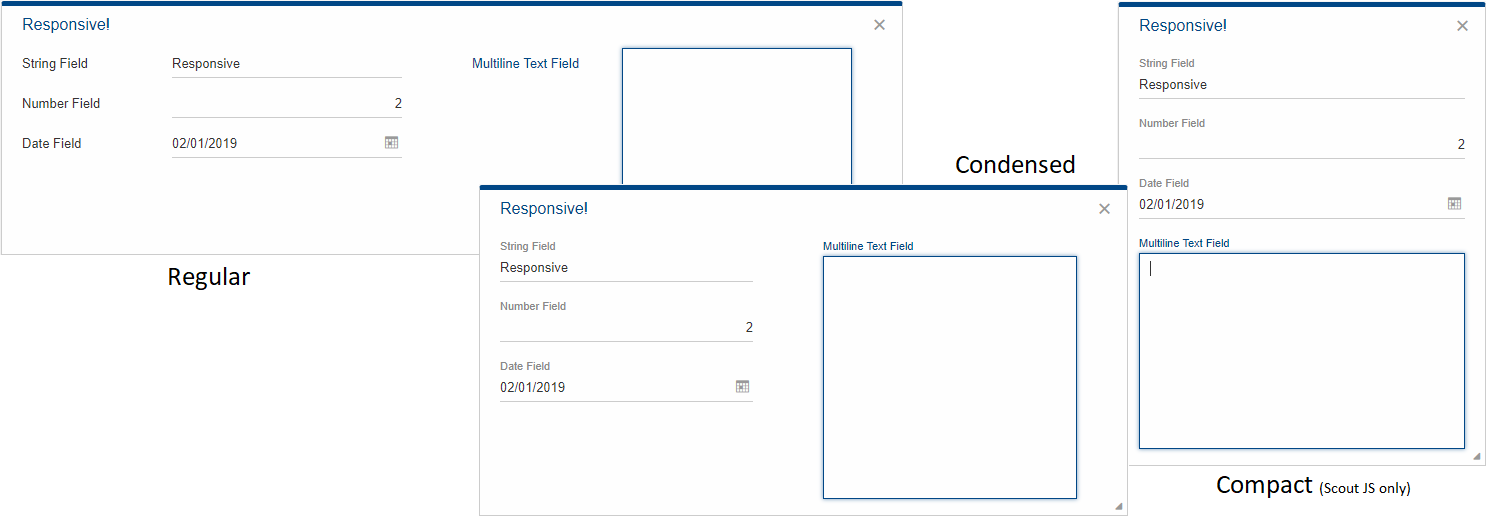 Responsive!
String Field Responsive
Multiline Text Field
Number Field 2
Date Field 02/01/2019
Regular
Condensed
Responsive!
String Field
Responsive
Number Field
2
Date Field
02/01/2019
Multiline Text Field
Responsive!
String Field
Responsive
Number Field
2
Date Field
02/01/2019
Multiline Text Field
Compact (Scout JS only)